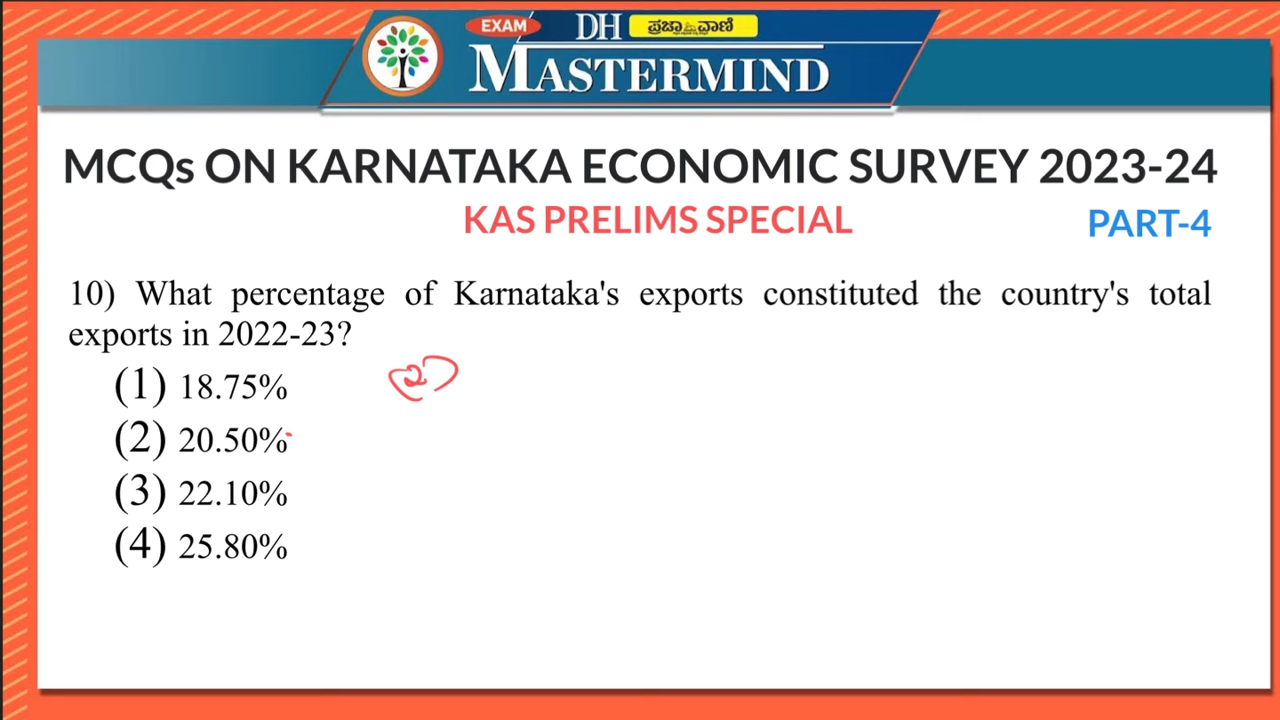 EXAM
DH ಪ್ರಜಾವಾಣಿ
MASTERMIND
MCQs ON KARNATAKA ECONOMIC SURVEY 2023-24
KAS PRELIMS SPECIAL
PART-4
10) What percentage of Karnataka's exports constituted the country's total
exports in 2022-23?
(1) 18.75%
(2)
(2) 20.50%
(3) 22.10%
(4) 25.80%